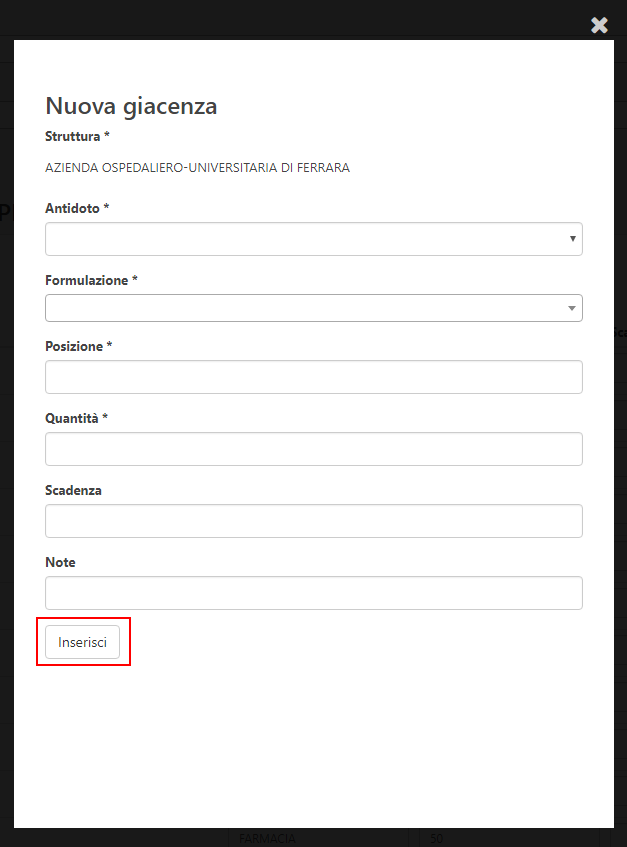 Nuova giacenza
Struttura *
AZIENDA OSPEDALIERO-UNIVERSITARIA DI FERRARA
Antidoto *
Formulazione *
Posizione *
Quantità *
Scadenza
Note
Inserisci
FARMACIA 50